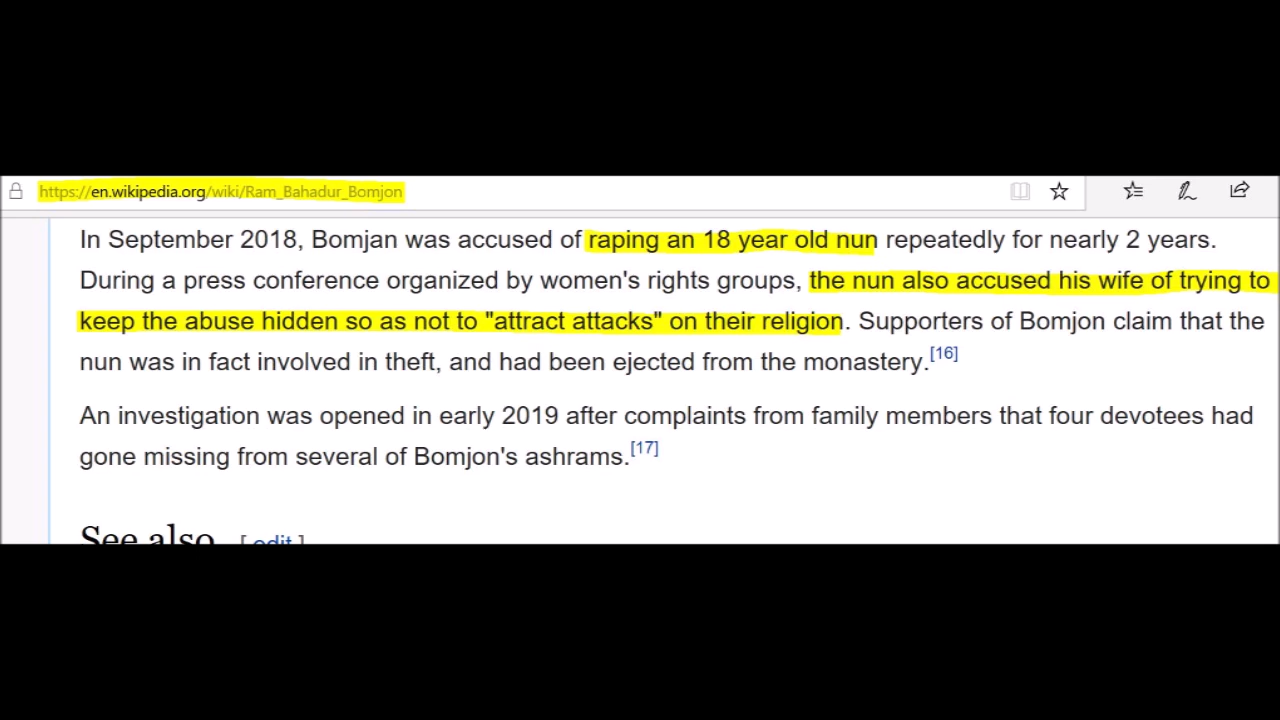 https://en.wikipedia.org/wiki/Ram_Bahadur_Bomjon
In September 2018, Bomjan was accused of raping an 18 year old nun repeatedly for nearly 2 years.
During a press conference organized by women's rights groups, the nun also accused his wife of trying to
keep the abuse hidden so as not to "attract attacks" on their religion. Supporters of Bomjon claim that the
nun was in fact involved in theft, and had been ejected from the monastery.[16]
An investigation was opened in early 2019 after complaints from family members that four devotees had
gone missing from several of Bomjon's ashrams.[17]
See also [ edit ]